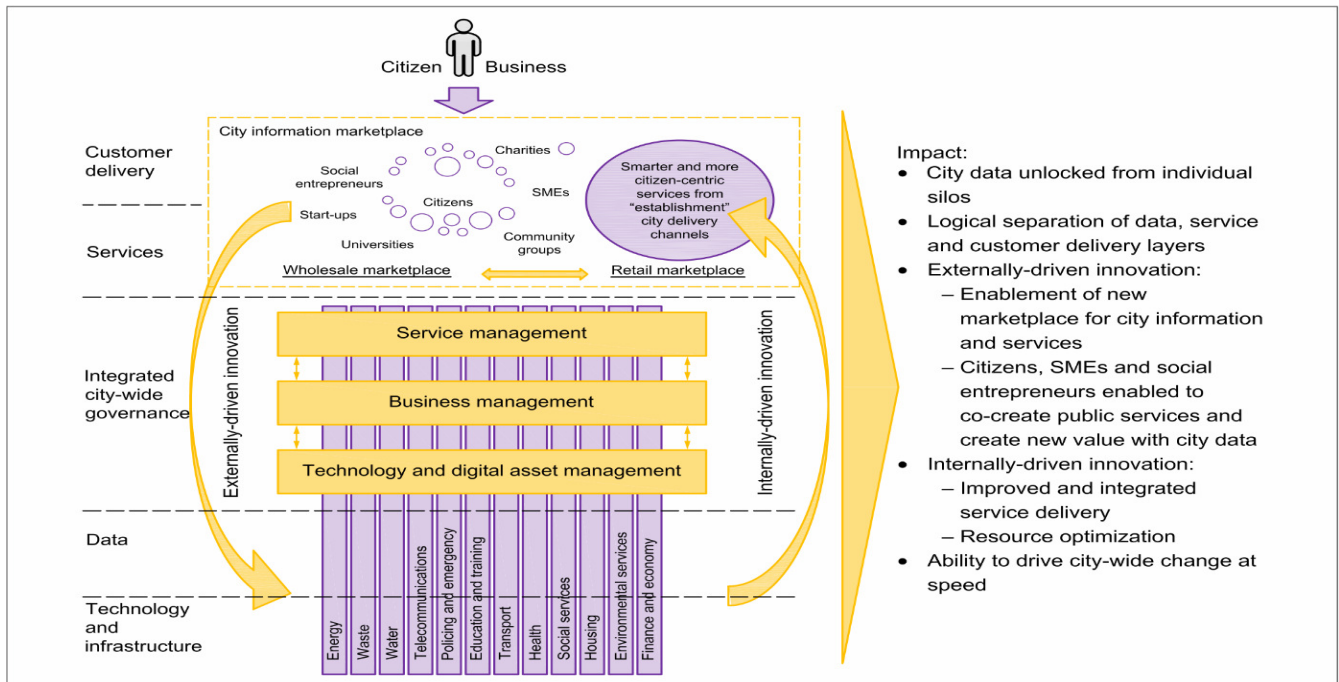 Citizen Business
City information marketplace
Customer
delivery
Services
Integrated
city-wide
governance
Data
Technology
and
infrastructure
Charities
Social
entrepreneurs
SMEs
Citizens
Start-ups
Universities
Community
groups
Smarter and more
citizen-centric
services from
“establishment”
city delivery
channels
Wholesale marketplace
Retail marketplace
Externally-driven innovation
Service management
Business management
Technology and digital asset management
Internally-driven innovation
Energy
Waste
Water
Telecommunications
Policing and emergency
Education and training
Transport
Health
Social services
Housing
Environmental services
Finance and economy
Impact:
• City data unlocked from individual
silos
• Logical separation of data, service
and customer delivery layers
• Externally-driven innovation:
– Enablement of new
marketplace for city information
and services
– Citizens, SMEs and social
entrepreneurs enabled to
co-create public services and
create new value with city data
• Internally-driven innovation:
– Improved and integrated
service delivery
– Resource optimization
• Ability to drive city-wide change at
speed